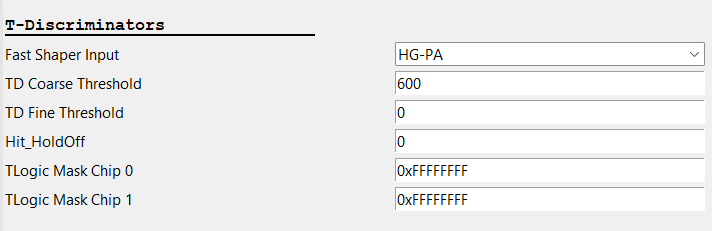 T-Discriminators
Fast Shaper Input HG-PA
TD Coarse Threshold 600
TD Fine Threshold 0
Hit_HoldOff 0
TLogic Mask Chip 0 0xFFFFFFFF
TLogic Mask Chip 1 0xFFFFFFFF